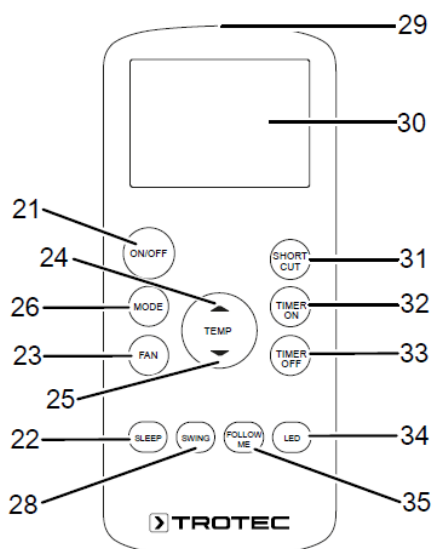 29
30
21
ON/OFF
24
SHORT
CUT
31
26
MODE
TIMER
ON
32
TEMP
23
FAN
TIMER
OFF
33
25
22
SLEEP
SWING
FOLLOW
ME
LED
34
28
35
TROTEC